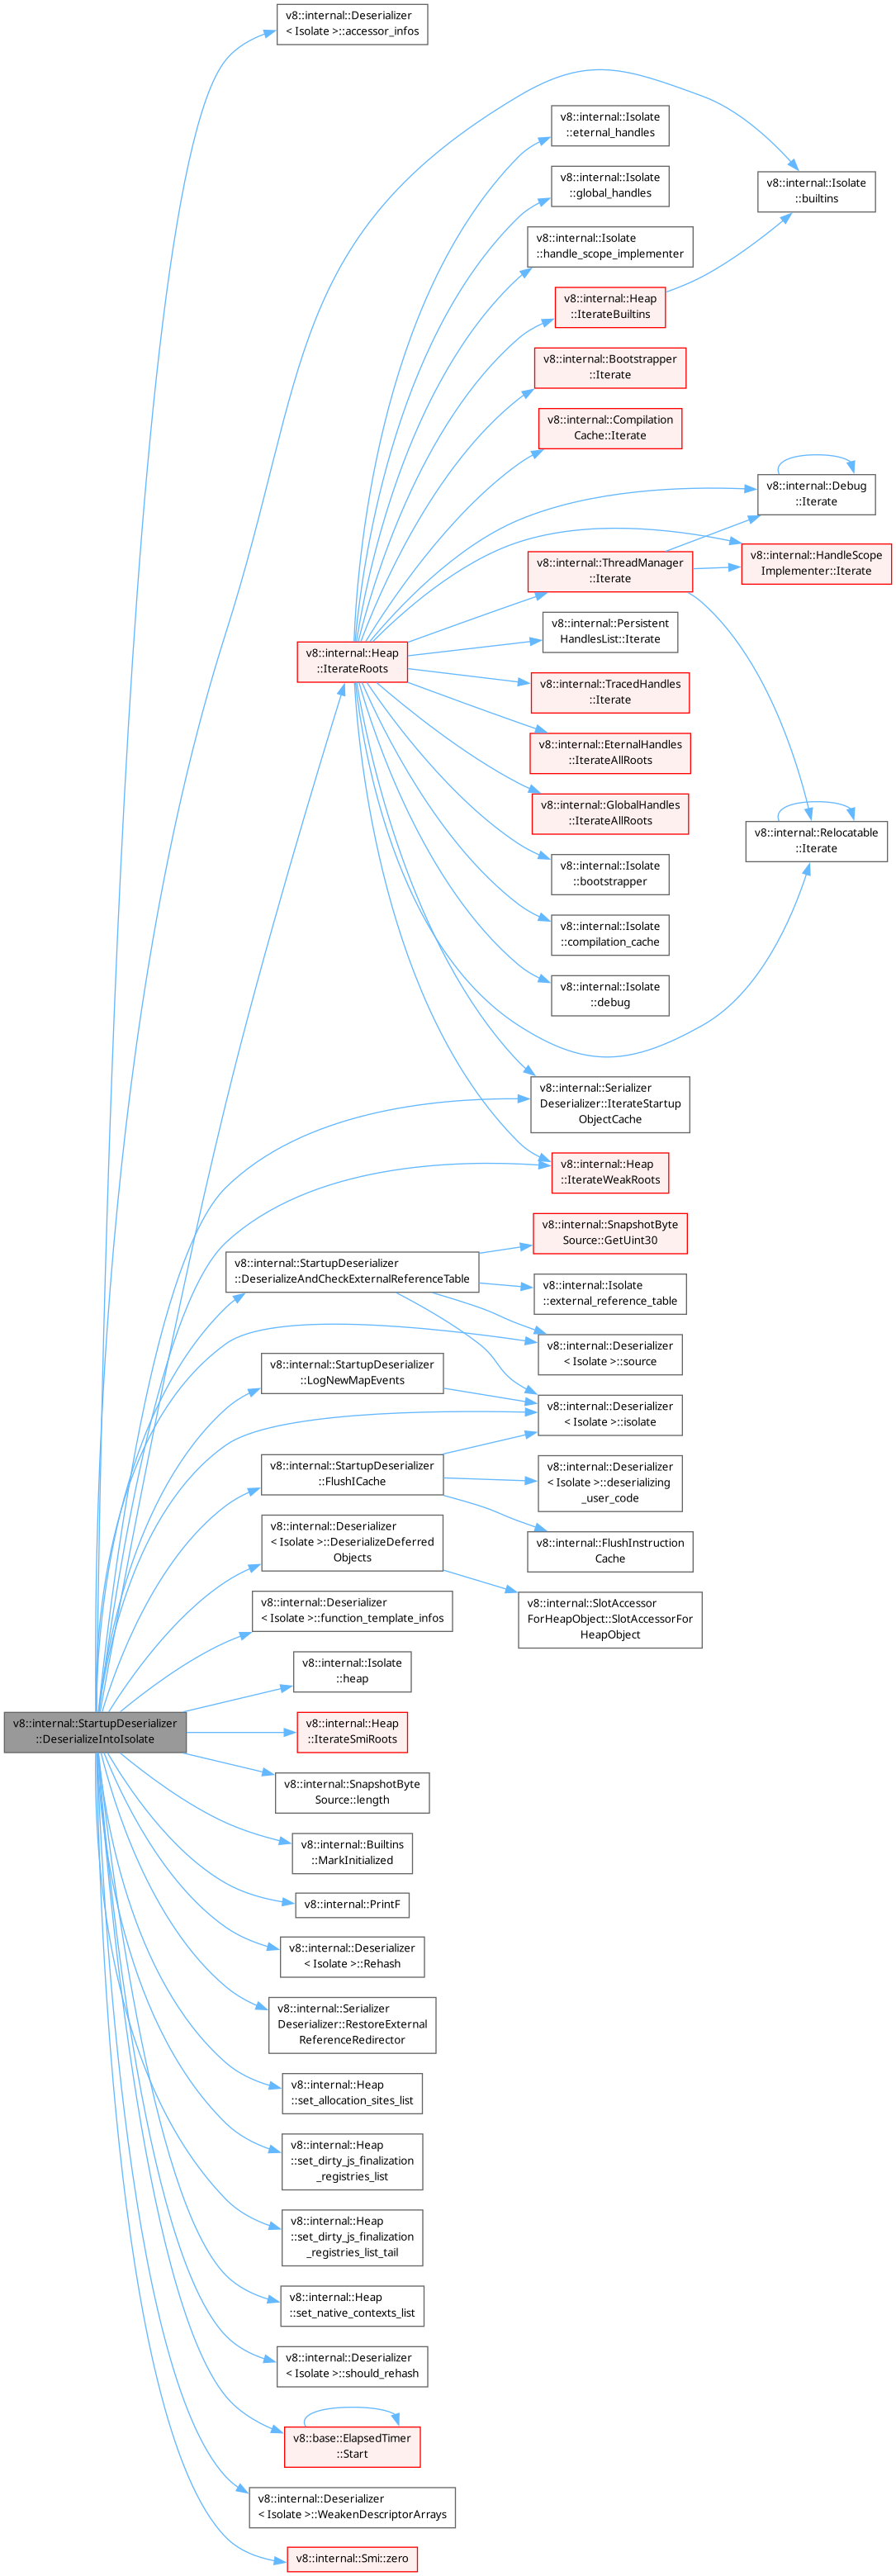 v8::internal::Deserializer
< Isolate >::accessor_infos
v8::internal::Isolate
::eternal_handles
v8::internal::Isolate
::builtins
v8::internal::Isolate
::global_handles
v8::internal::Isolate
::handle_scope_implementer
v8::internal::Heap
::IterateBuiltins
v8::internal::Bootstrapper
::Iterate
v8::internal::Compilation
Cache::Iterate
v8::internal::Debug
::Iterate
v8::internal::HandleScope
Implementer::Iterate
v8::internal::ThreadManager
::Iterate
v8::internal::Persistent
HandlesList::Iterate
v8::internal::Heap
::IterateRoots
v8::internal::TracedHandles
::Iterate
v8::internal::EternalHandles
::IterateAllRoots
v8::internal::GlobalHandles
::IterateAllRoots
v8::internal::Relocatable
::Iterate
v8::internal::Isolate
::bootstrapper
v8::internal::Isolate
::compilation_cache
v8::internal::Isolate
::debug
v8::internal::Serializer
Deserializer::IterateStartup
ObjectCache
v8::internal::Heap
::IterateWeakRoots
v8::internal::SnapshotByte
Source::GetUint30
v8::internal::StartupDeserializer
::DeserializeAndCheckExternalReferenceTable
v8::internal::Isolate
::external_reference_table
v8::internal::Deserializer
< Isolate >::source
v8::internal::StartupDeserializer
::LogNewMapEvents
v8::internal::Deserializer
< Isolate >::isolate
v8::internal::StartupDeserializer
::FlushICache
v8::internal::Deserializer
< Isolate >::deserializing
_user_code
v8::internal::Deserializer
< Isolate >::DeserializeDeferred
Objects
v8::internal::FlushInstruction
Cache
v8::internal::Deserializer
< Isolate >::function_template_infos
v8::internal::SlotAccessor
ForHeapObject::SlotAccessorFor
HeapObject
v8::internal::Isolate
::heap
v8::internal::StartupDeserializer
::DeserializeIntoIsolate
v8::internal::Heap
::IterateSmiRoots
v8::internal::SnapshotByte
Source::length
v8::internal::Builtins
::MarkInitialized
v8::internal::PrintF
v8::internal::Deserializer
< Isolate >::Rehash
v8::internal::Serializer
Deserializer::RestoreExternal
ReferenceRedirector
v8::internal::Heap
::set_allocation_sites_list
v8::internal::Heap
::set_dirty_js_finalization
_registries_list
v8::internal::Heap
::set_dirty_js_finalization
_registries_list_tail
v8::internal::Heap
::set_native_contexts_list
v8::internal::Deserializer
< Isolate >::should_rehash
v8::base::ElapsedTimer
::Start
v8::internal::Deserializer
< Isolate >::WeakenDescriptorArrays
v8::internal::Smi::zero